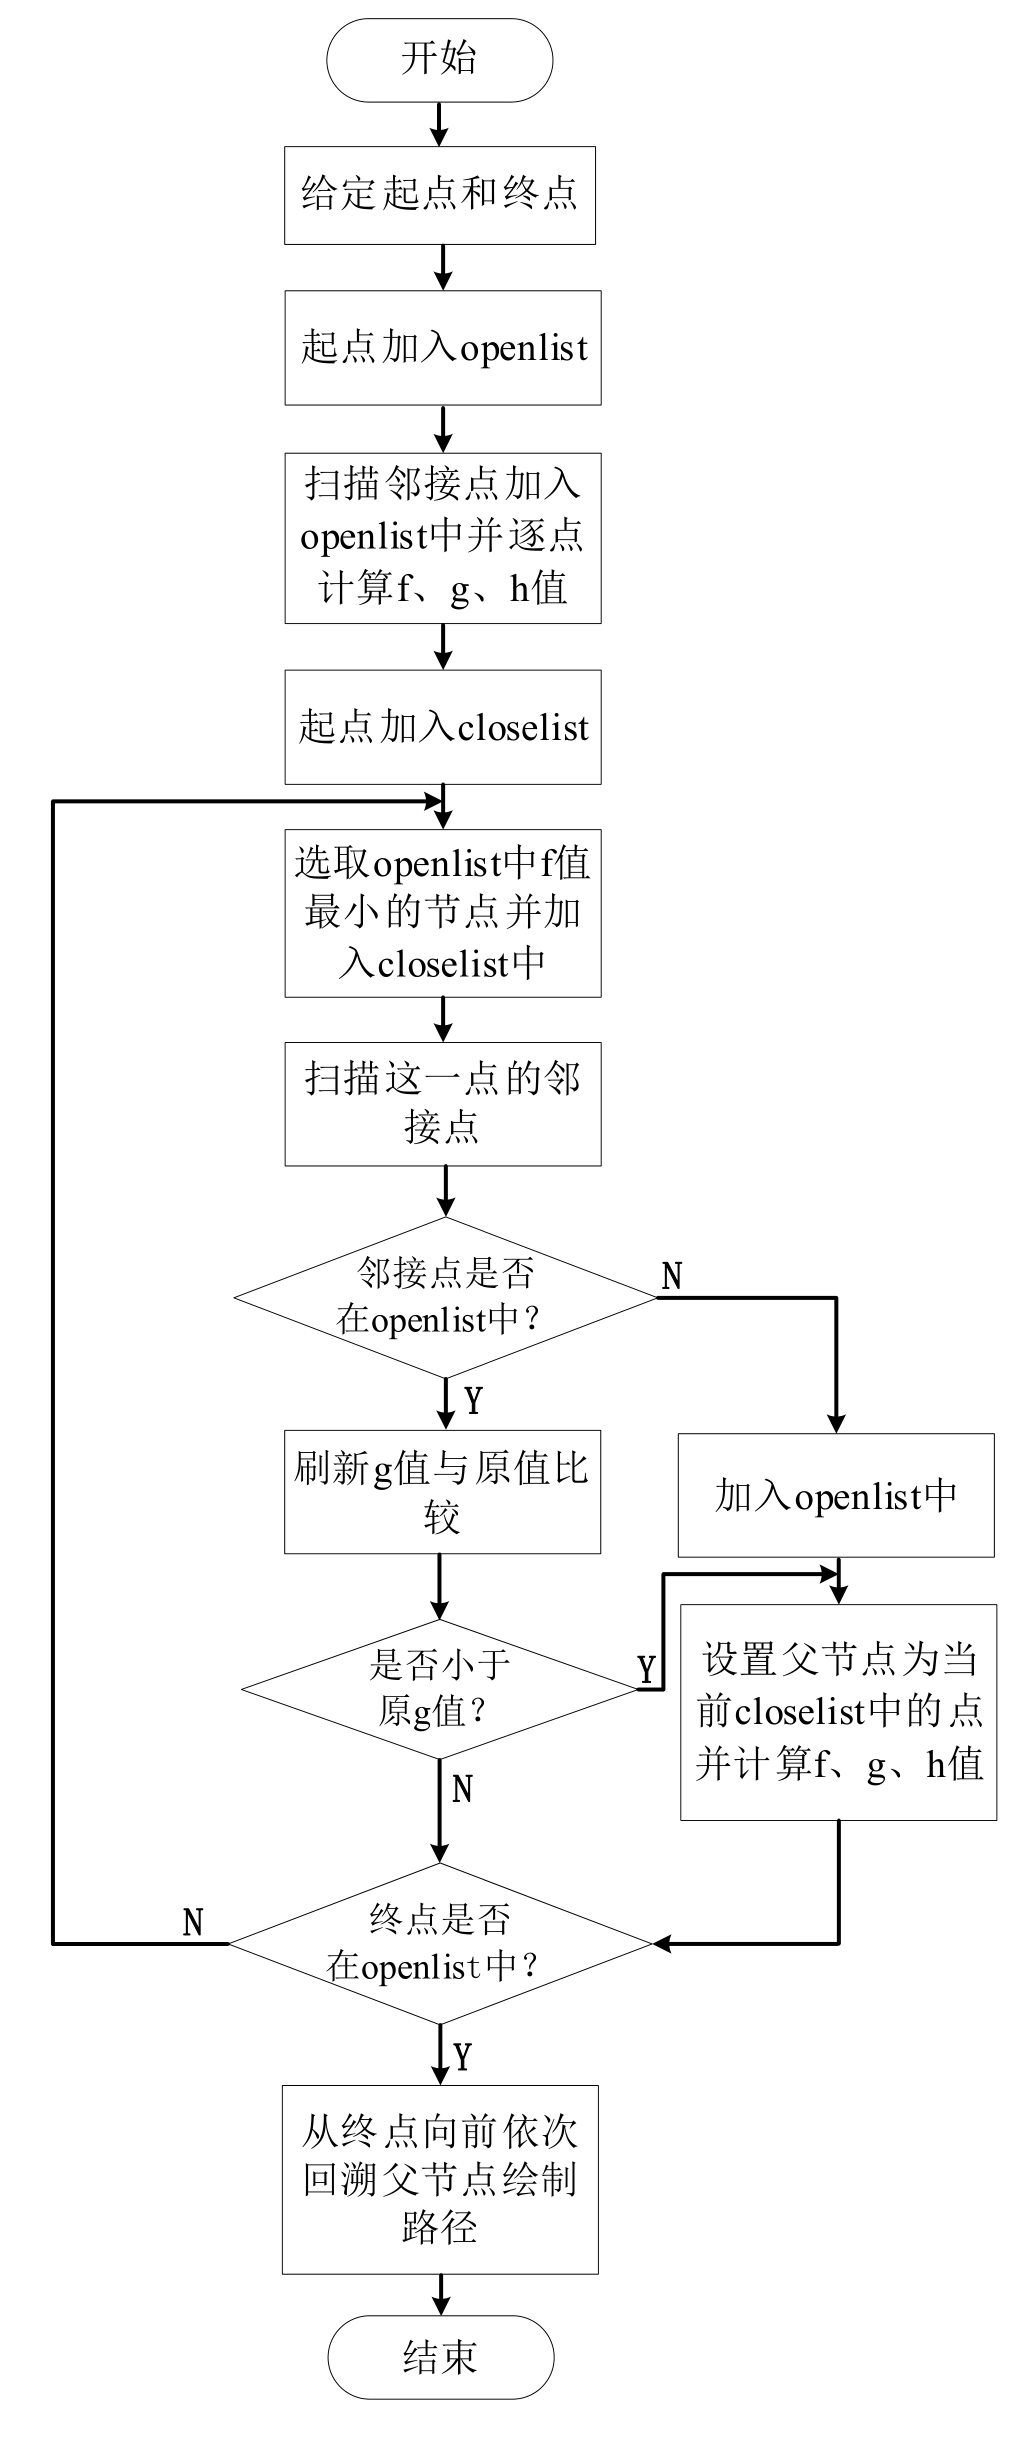 开始
给定起点和终点
起点加入openlist
扫描邻接点加入
openlist中并逐点
计算f、g、h值
起点加入closelist
选取openlist中f值
最小的节点并加
入closelist中
扫描这一点的邻
接点
邻接点是否
在openlist中?
N
Y
刷新g值与原值比
较
加入openlist中
是否小于
原g值?
Y
N
设置父节点为当
前closelist中的点
并计算f、g、h值
终点是否
在openlist中?
N
Y
从终点向前依次
回溯父节点绘制
路径
结束